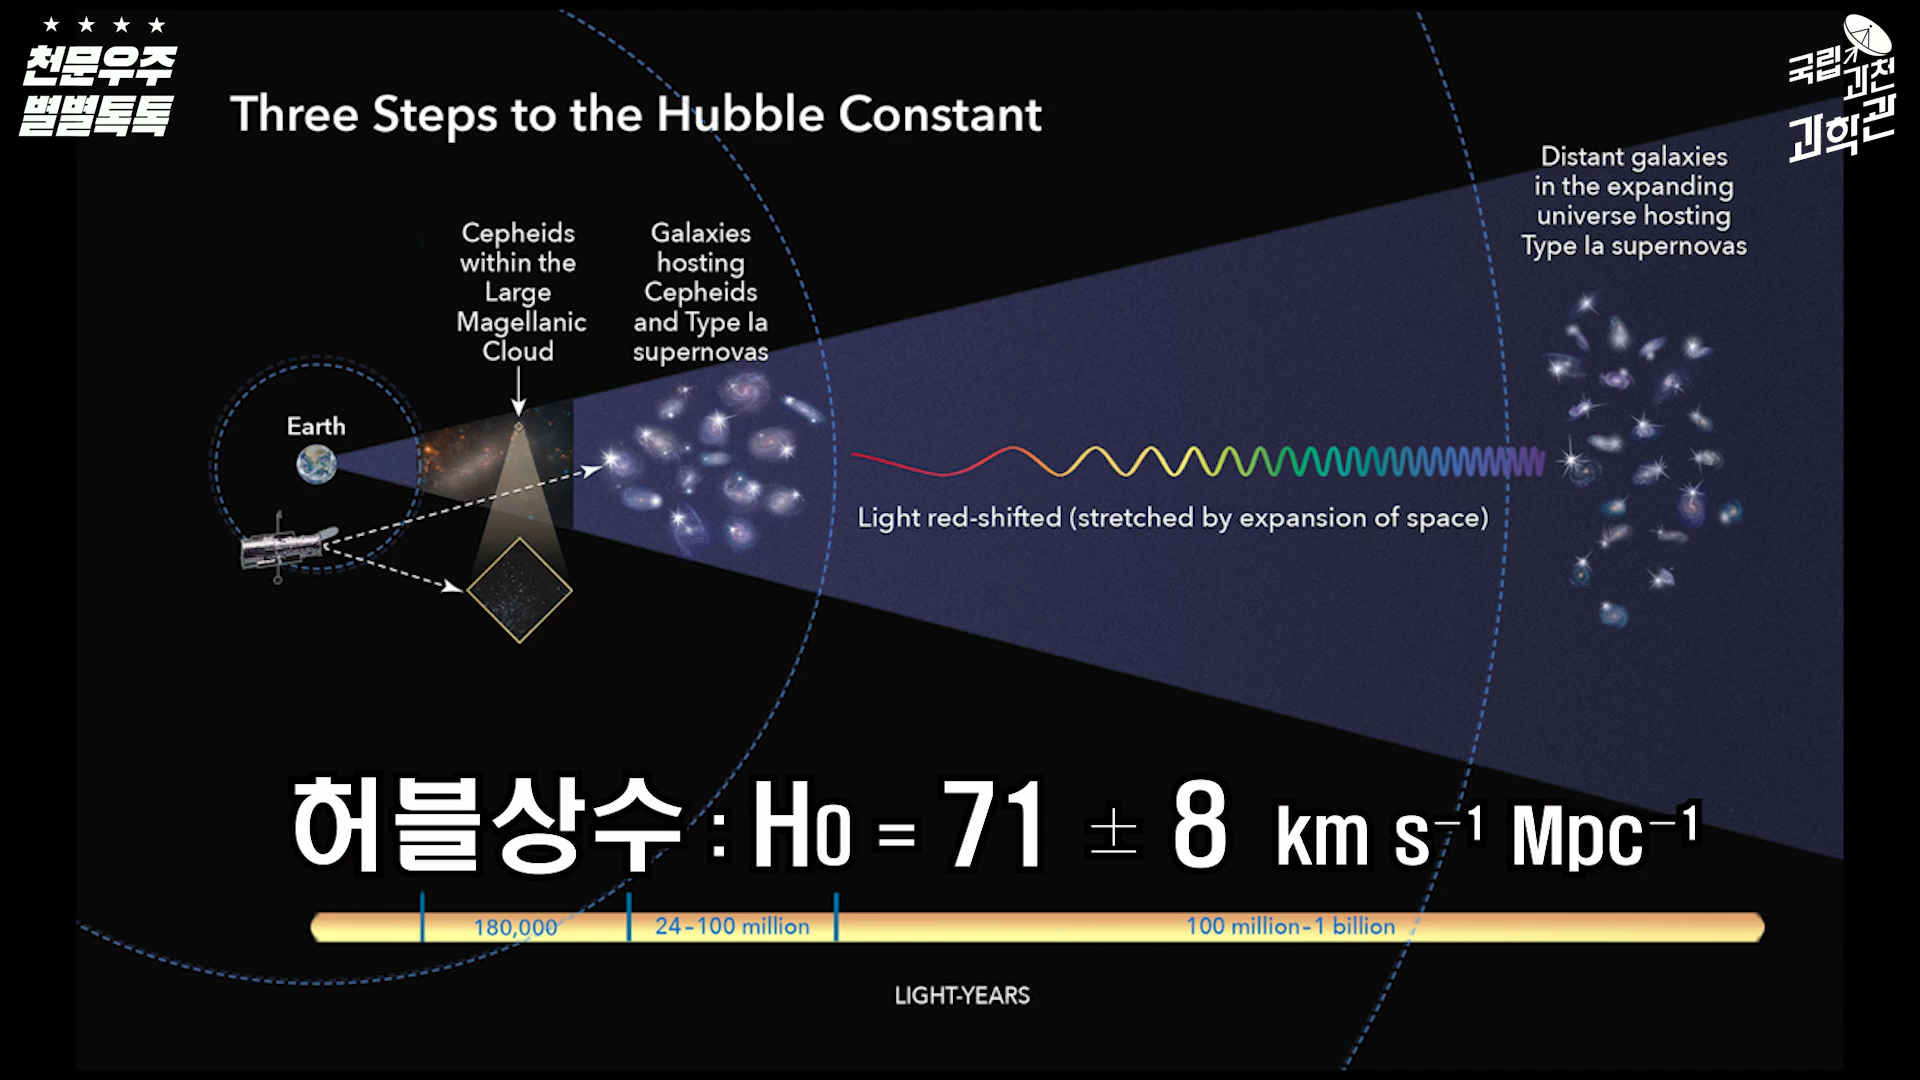 ★ ★ ★ ★
천문우주
별별톡톡
국립
과천
과학관
Three Steps to the Hubble Constant
Distant galaxies
in the expanding
universe hosting
Type Ia supernovas
Cepheids
within the
Large
Magellanic
Cloud
Galaxies
hosting
Cepheids
and Type Ia
supernovas
Earth
Light red-shifted (stretched by expansion of space)
허블상수 : H₀ = 71 ± 8 km s⁻¹ Mpc⁻¹
180,000
24-100 million
100 million-1 billion
LIGHT-YEARS